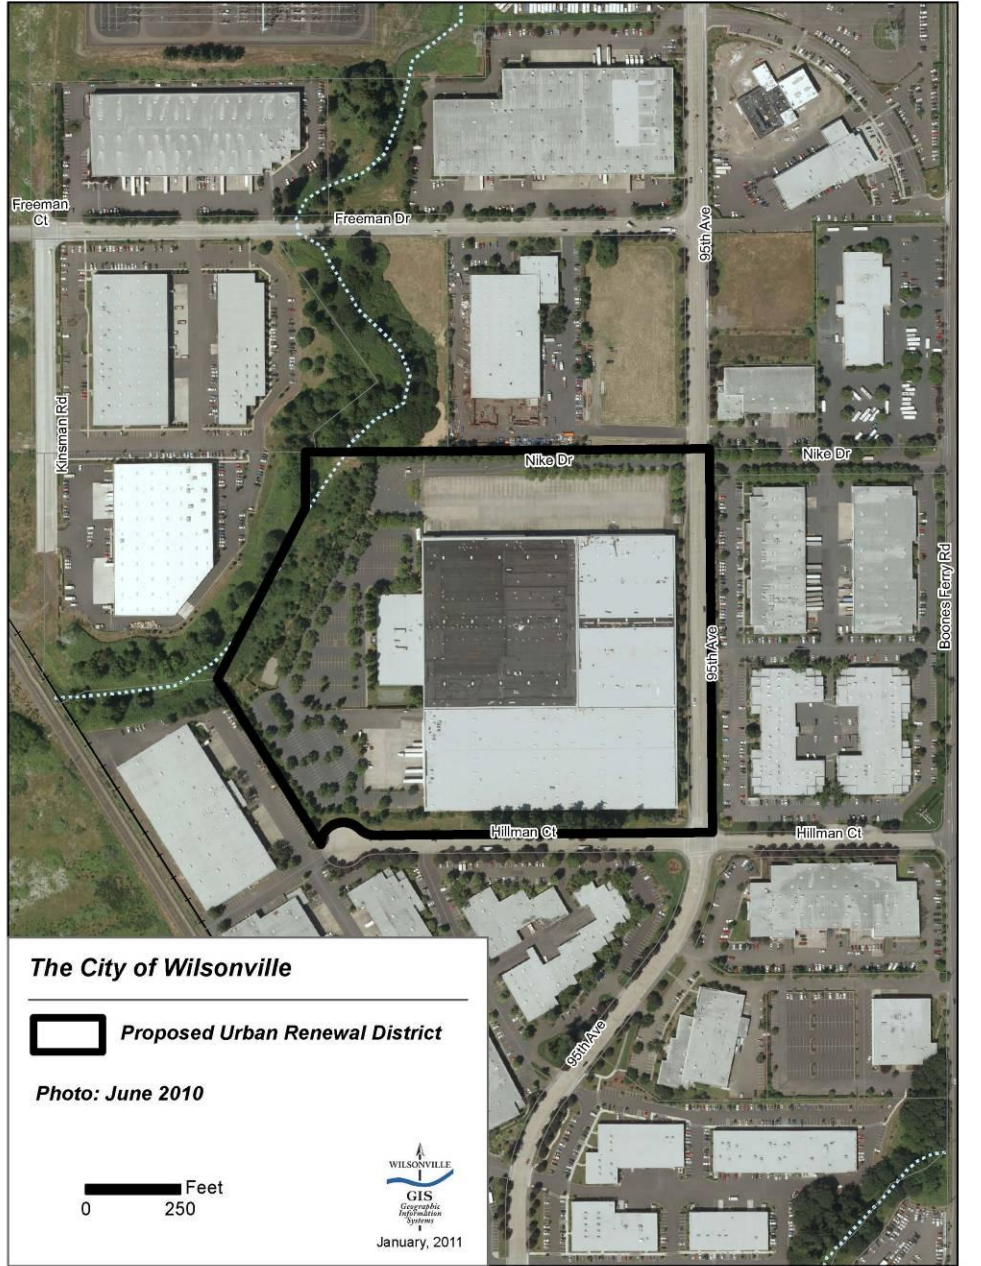 Freeman
Ct
Freeman Dr
95th Ave
Kinsman Rd
Nike Dr
Nike Dr
Boones Ferry Rd
95th Ave
Hillman Ct
Hillman Ct
95th Ave
The City of Wilsonville
Proposed Urban Renewal District
Photo: June 2010
Feet
0 250
WILSONVILLE
GIS
Geographic
Information
Systems
January, 2011